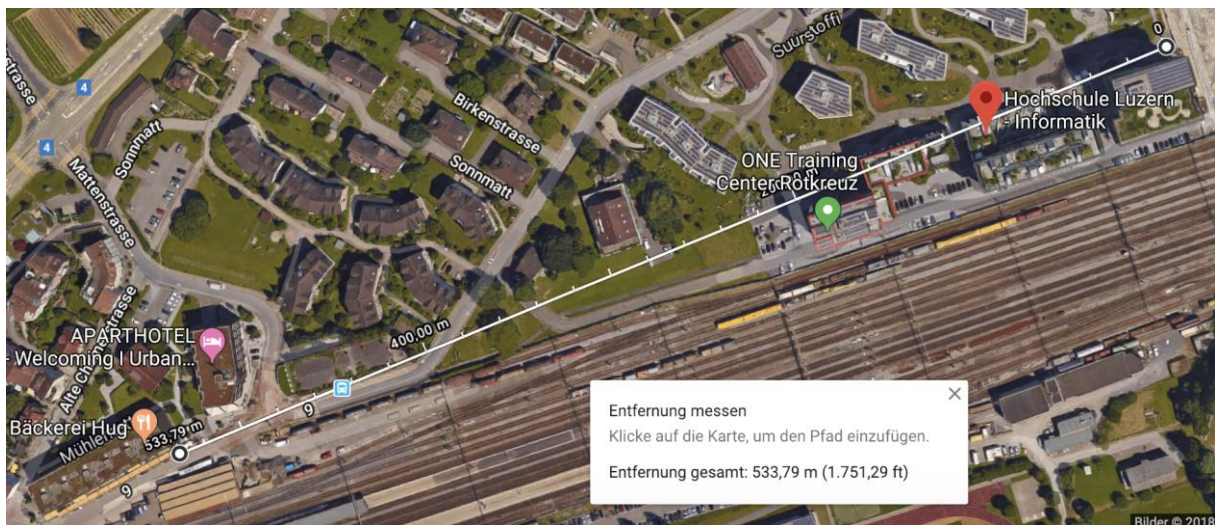 strasse
4
4
Sonnmatt
Mattenstrasse
Birkenstrasse
Sonnmatt
Suurstoffi
0
Hochschule Luzern
- Informatik
ONE Training
Center Rotkreuz
400,00 m
APARTHOTEL
- Welcoming I Urban...
9
Bäckerei Hug
533,79 m
9
Entfernung messen
Klicke auf die Karte, um den Pfad einzufügen.
Entfernung gesamt: 533,79 m (1.751,29 ft)
Bilder © 2018